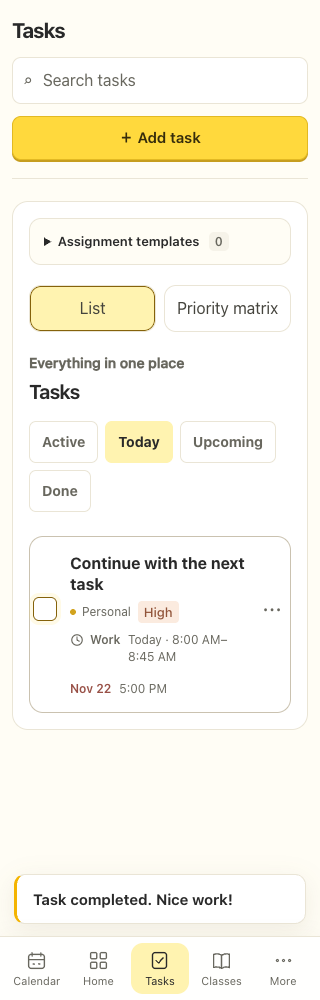 Tasks
Search tasks
+ Add task
Assignment templates 0
List
Priority matrix
Everything in one place
Tasks
Active
Today
Upcoming
Done
Continue with the next
task
Personal High
Work Today · 8:00 AM–
8:45 AM
Nov 22 5:00 PM
Task completed. Nice work!
Calendar
Home
Tasks
Classes
More